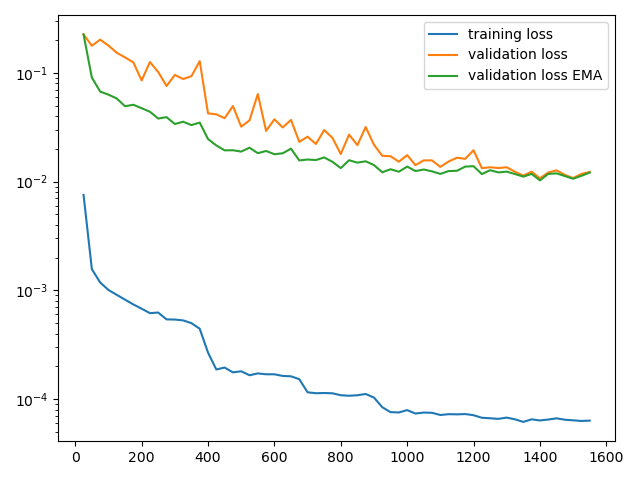 training loss
validation loss
validation loss EMA
10⁻¹
10⁻²
10⁻³
10⁻⁴
0 200 400 600 800 1000 1200 1400 1600